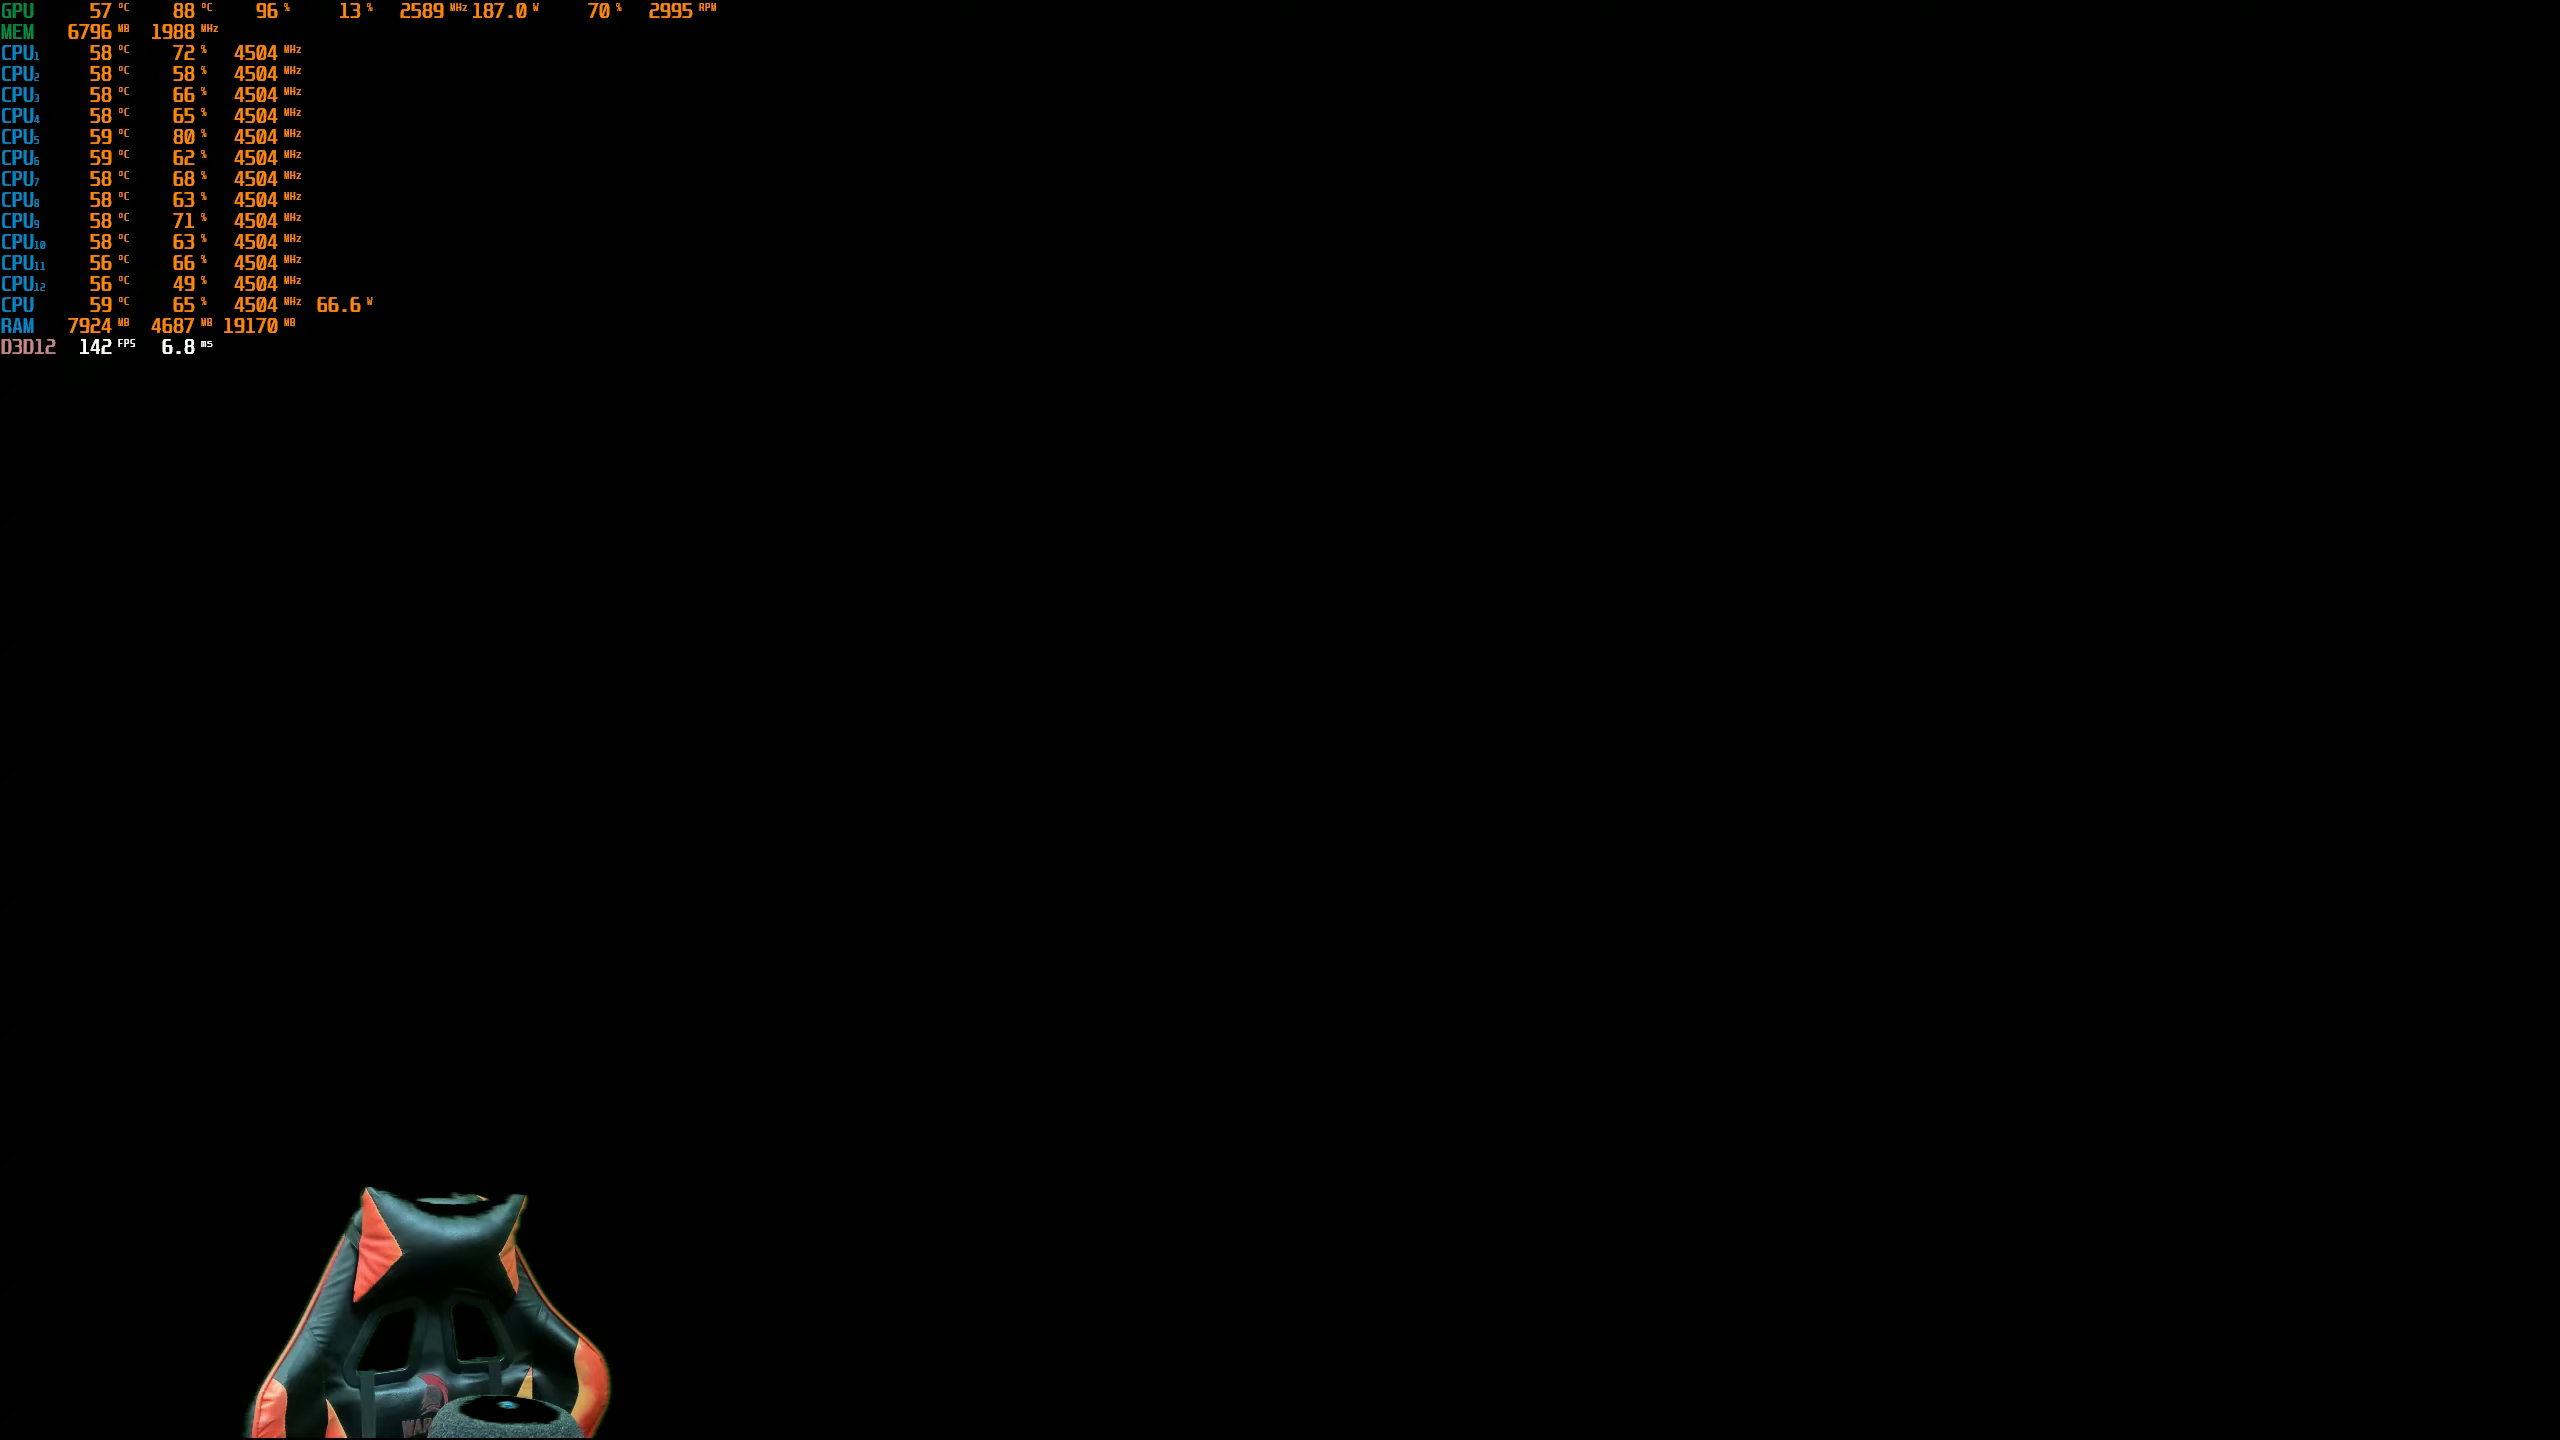 GPU 57 °C 88 °C 96 % 13 % 2589 MHz 187.0 W 70 % 2995 RPM
MEM 6796 MB 1988 MHz
CPU1 58 °C 72 % 4504 MHz
CPU2 58 °C 58 % 4504 MHz
CPU3 58 °C 66 % 4504 MHz
CPU4 58 °C 65 % 4504 MHz
CPU5 59 °C 80 % 4504 MHz
CPU6 59 °C 62 % 4504 MHz
CPU7 58 °C 68 % 4504 MHz
CPU8 58 °C 63 % 4504 MHz
CPU9 58 °C 71 % 4504 MHz
CPU10 58 °C 63 % 4504 MHz
CPU11 56 °C 66 % 4504 MHz
CPU12 56 °C 49 % 4504 MHz
CPU 59 °C 65 % 4504 MHz 66.6 W
RAM 7924 MB 4687 MB 19170 MB
D3D12 142 FPS 6.8 ms